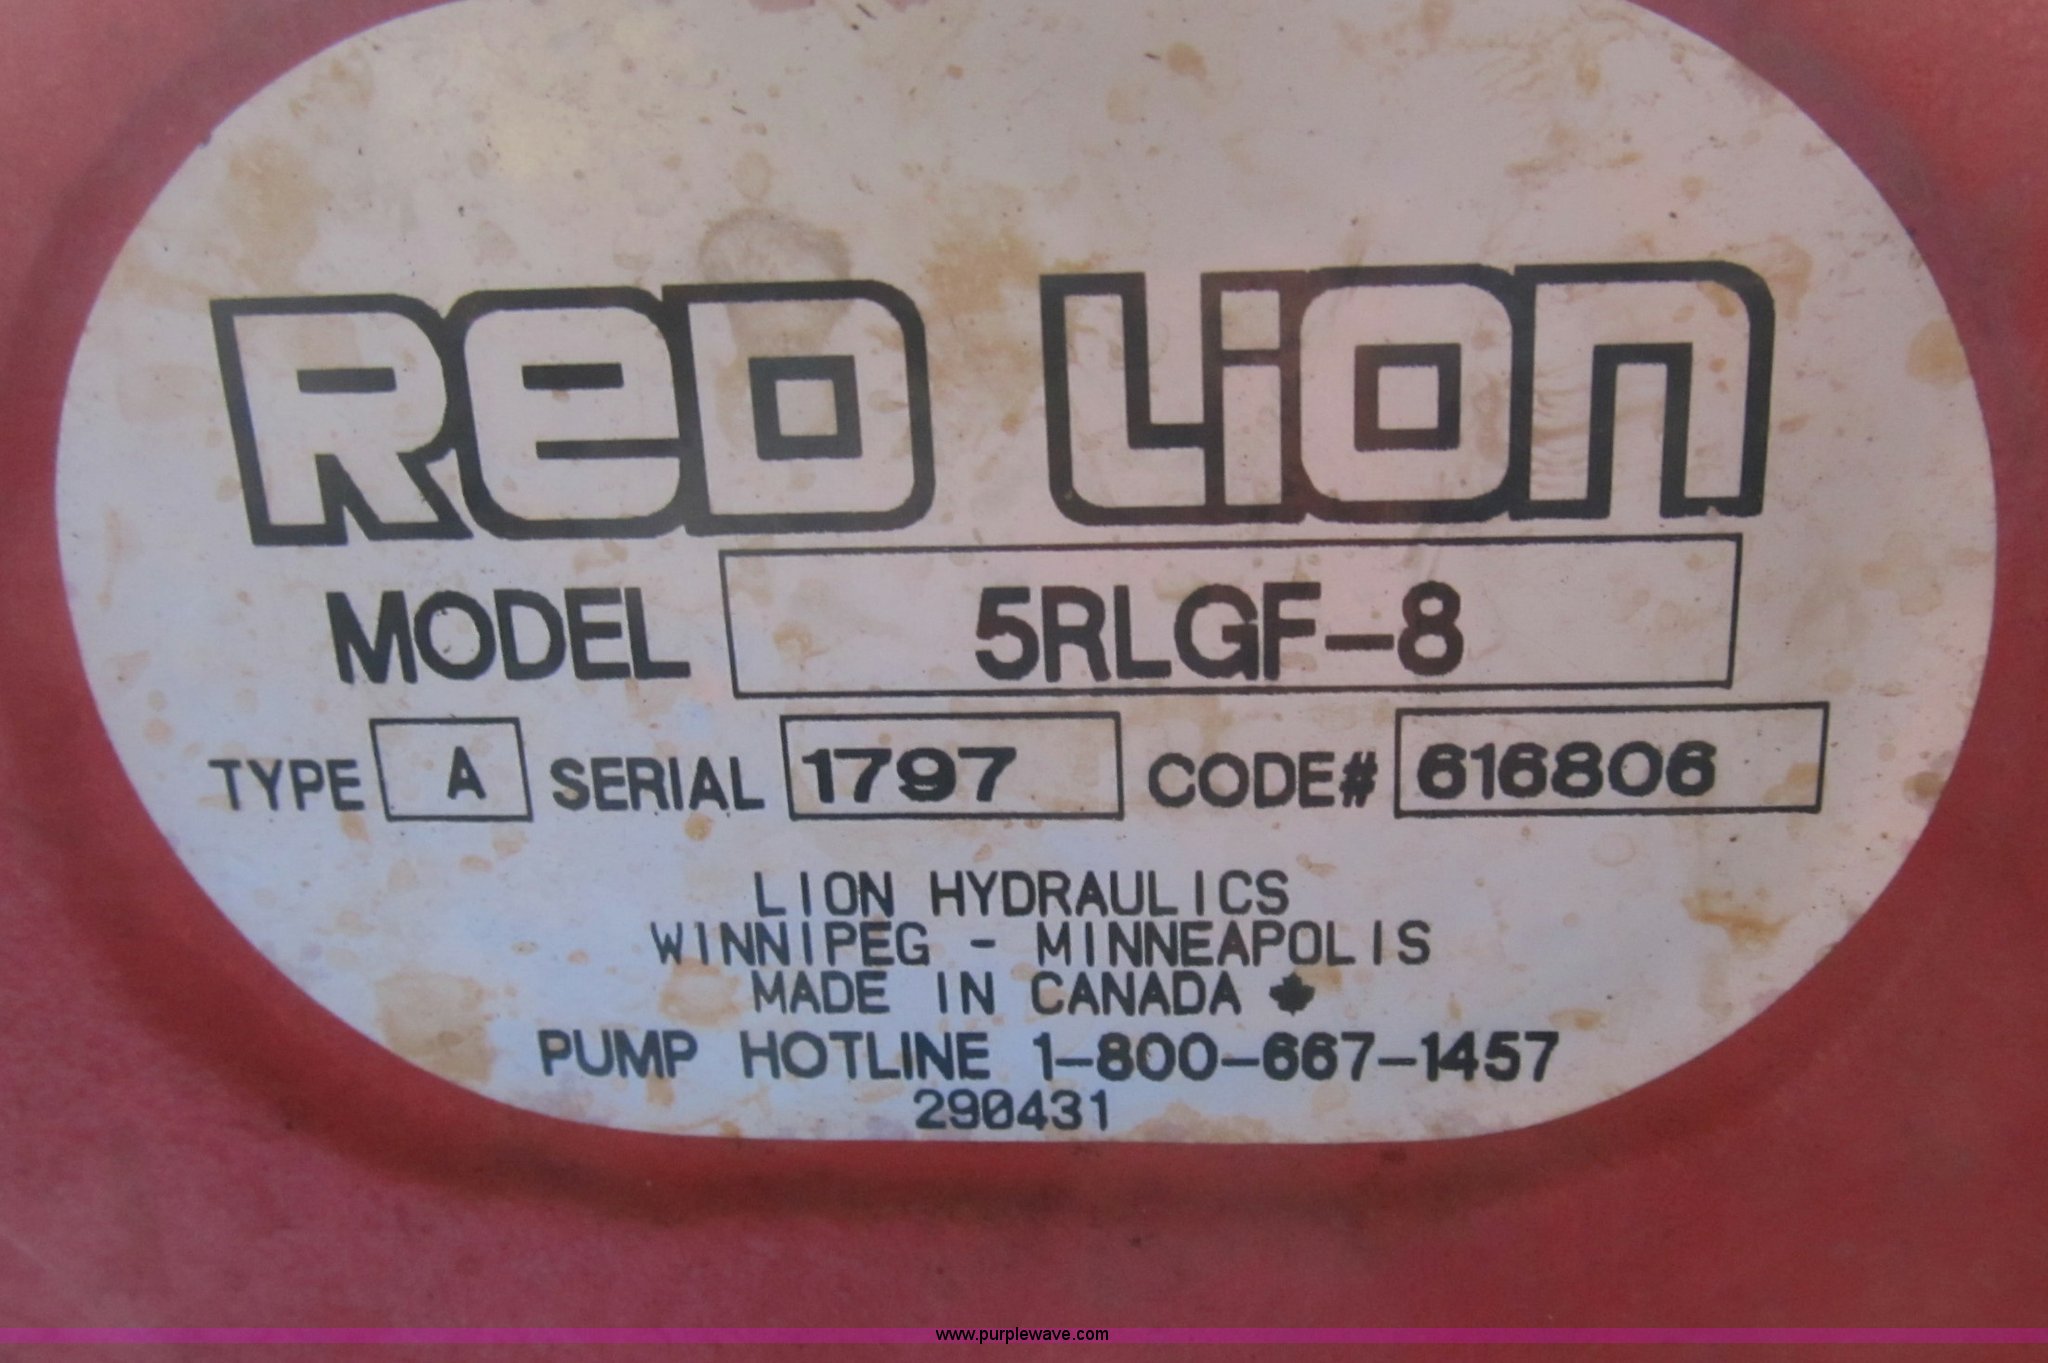 ReD Lion
MODEL 5RLGF-8
TYPE A SERIAL 1797 CODE# 616806
LION HYDRAULICS
WINNIPEG - MINNEAPOLIS
MADE IN CANADA
PUMP HOTLINE 1-800-667-1457
290431
www.purplewave.com